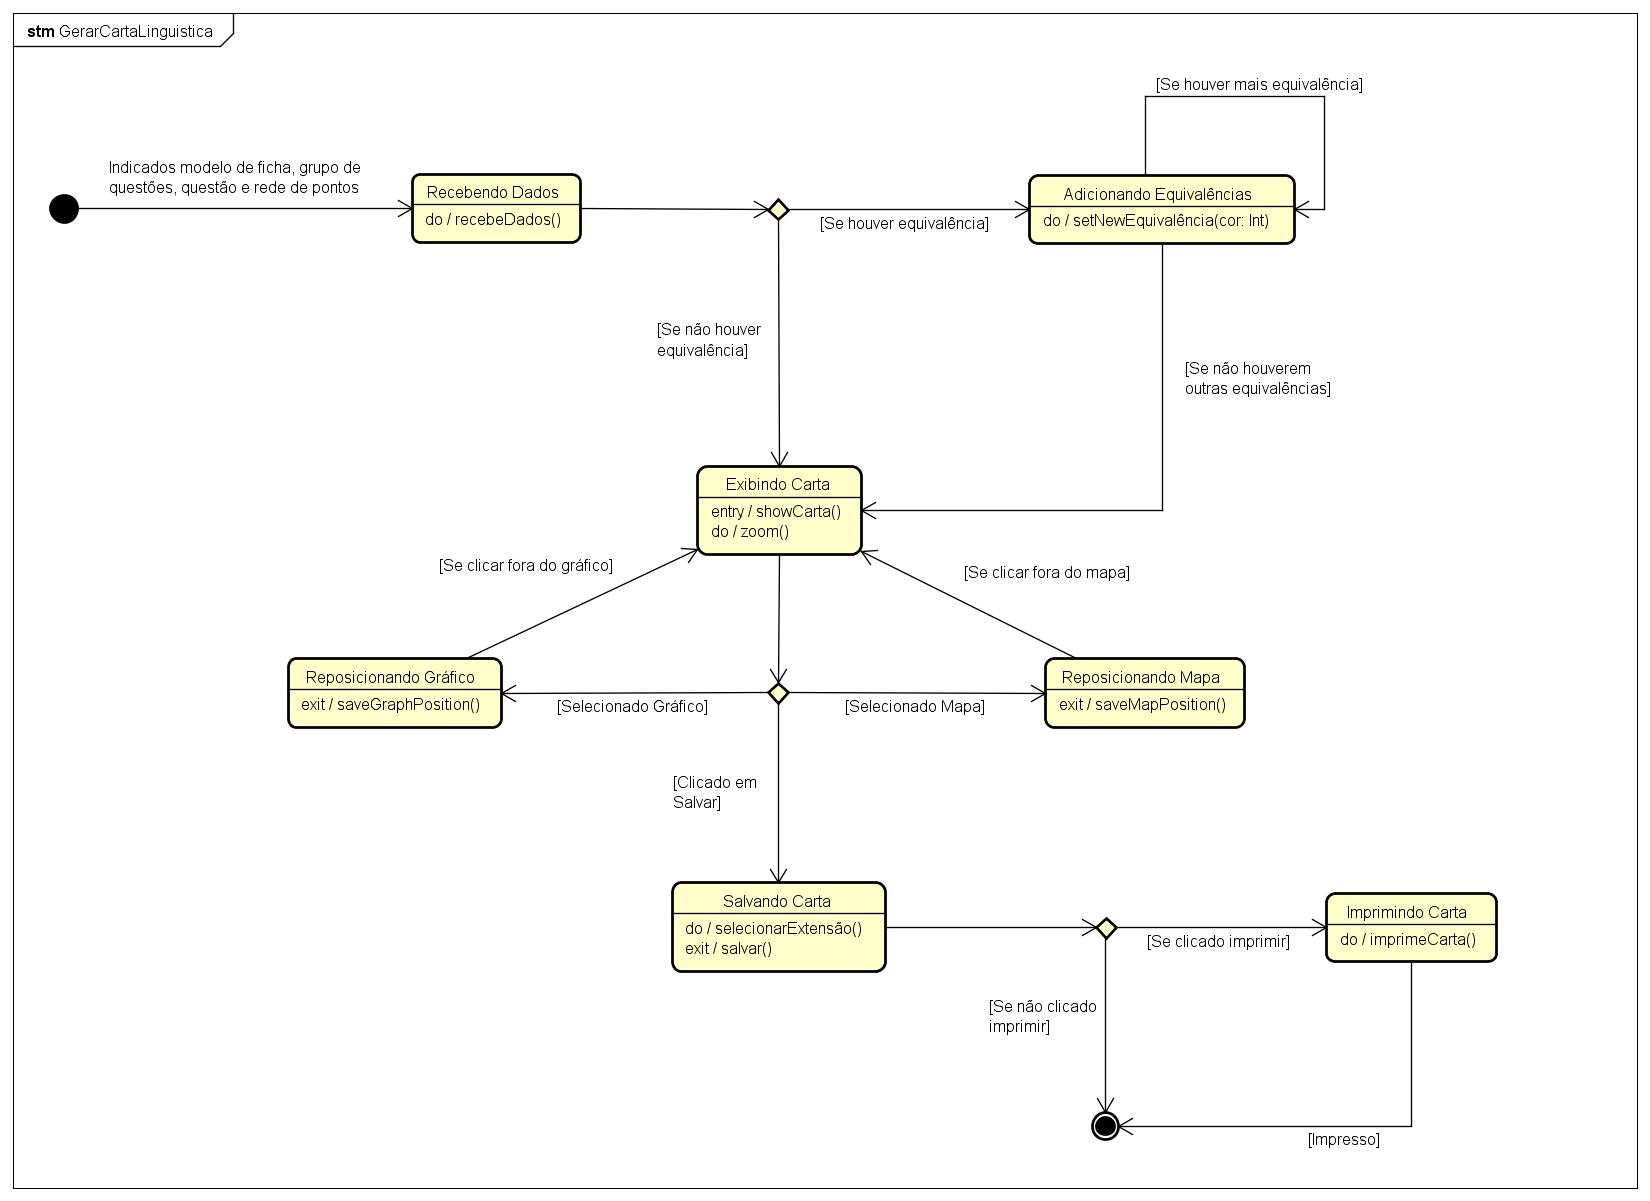 stm GerarCartaLinguistica
[Se houver mais equivalência]
Indicados modelo de ficha, grupo de
questões, questão e rede de pontos
Recebendo Dados
do / recebeDados()
[Se houver equivalência]
Adicionando Equivalências
do / setNewEquivalência(cor: Int)
[Se não houver
equivalência]
[Se não houverem
outras equivalências]
Exibindo Carta
entry / showCarta()
do / zoom()
[Se clicar fora do gráfico]
[Se clicar fora do mapa]
Reposicionando Gráfico
exit / saveGraphPosition()
[Selecionado Gráfico]
[Selecionado Mapa]
Reposicionando Mapa
exit / saveMapPosition()
[Clicado em
Salvar]
Salvando Carta
do / selecionarExtensão()
exit / salvar()
[Se clicado imprimir]
Imprimindo Carta
do / imprimeCarta()
[Se não clicado
imprimir]
[Impresso]